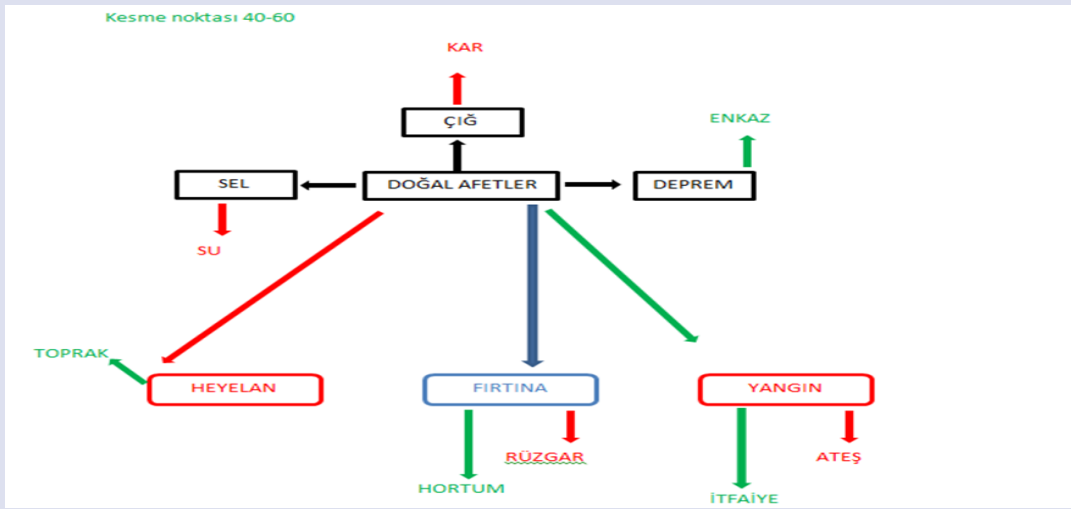 Kesme noktası 40-60
KAR
ÇIĞ
ENKAZ
SEL
DOĞAL AFETLER
DEPREM
SU
TOPRAK
HEYELAN
FIRTINA
YANGIN
RÜZGAR
ATEŞ
HORTUM
İTFAİYE